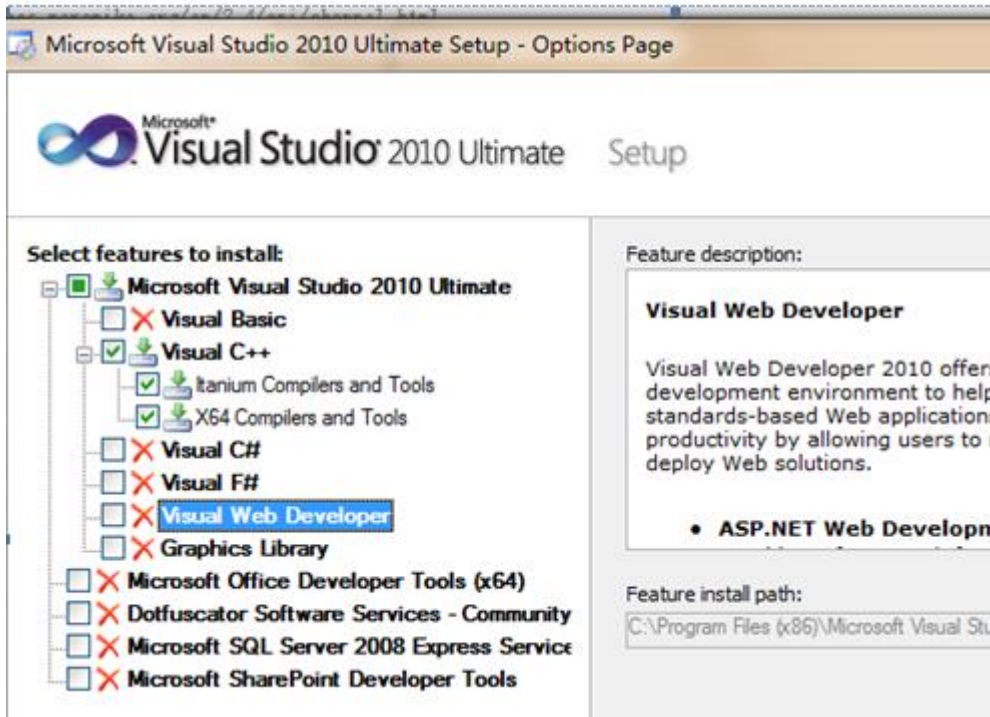 Microsoft Visual Studio 2010 Ultimate Setup - Options Page
Microsoft®
Visual Studio® 2010 Ultimate Setup
Select features to install:
Microsoft Visual Studio 2010 Ultimate
Visual Basic
Visual C++
Itanium Compilers and Tools
X64 Compilers and Tools
Visual C#
Visual F#
Visual Web Developer
Graphics Library
Microsoft Office Developer Tools (x64)
Dotfuscator Software Services - Community
Microsoft SQL Server 2008 Express Service
Microsoft SharePoint Developer Tools
Feature description:
Visual Web Developer
Visual Web Developer 2010 offers
development environment to help
standards-based Web applications
productivity by allowing users to
deploy Web solutions.
• ASP.NET Web Developm
Feature install path:
C:\Program Files (x86)\Microsoft Visual Stu